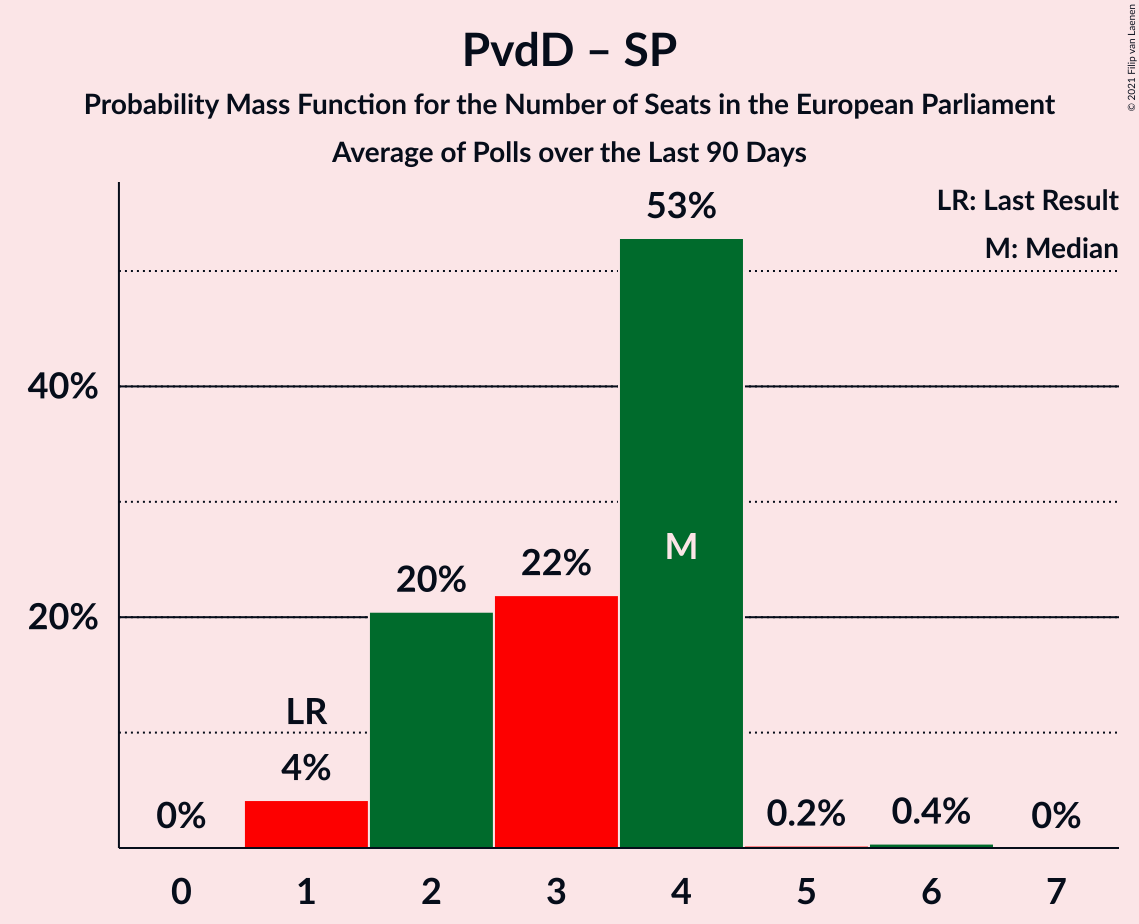 PvdD – SP
Probability Mass Function for the Number of Seats in the European Parliament
Average of Polls over the Last 90 Days
© 2021 Filip van Laenen
LR: Last Result
M: Median
53%
40%
M
22%
20%
20%
LR
4%
0%
0.2%
0.4%
0%
0 1 2 3 4 5 6 7